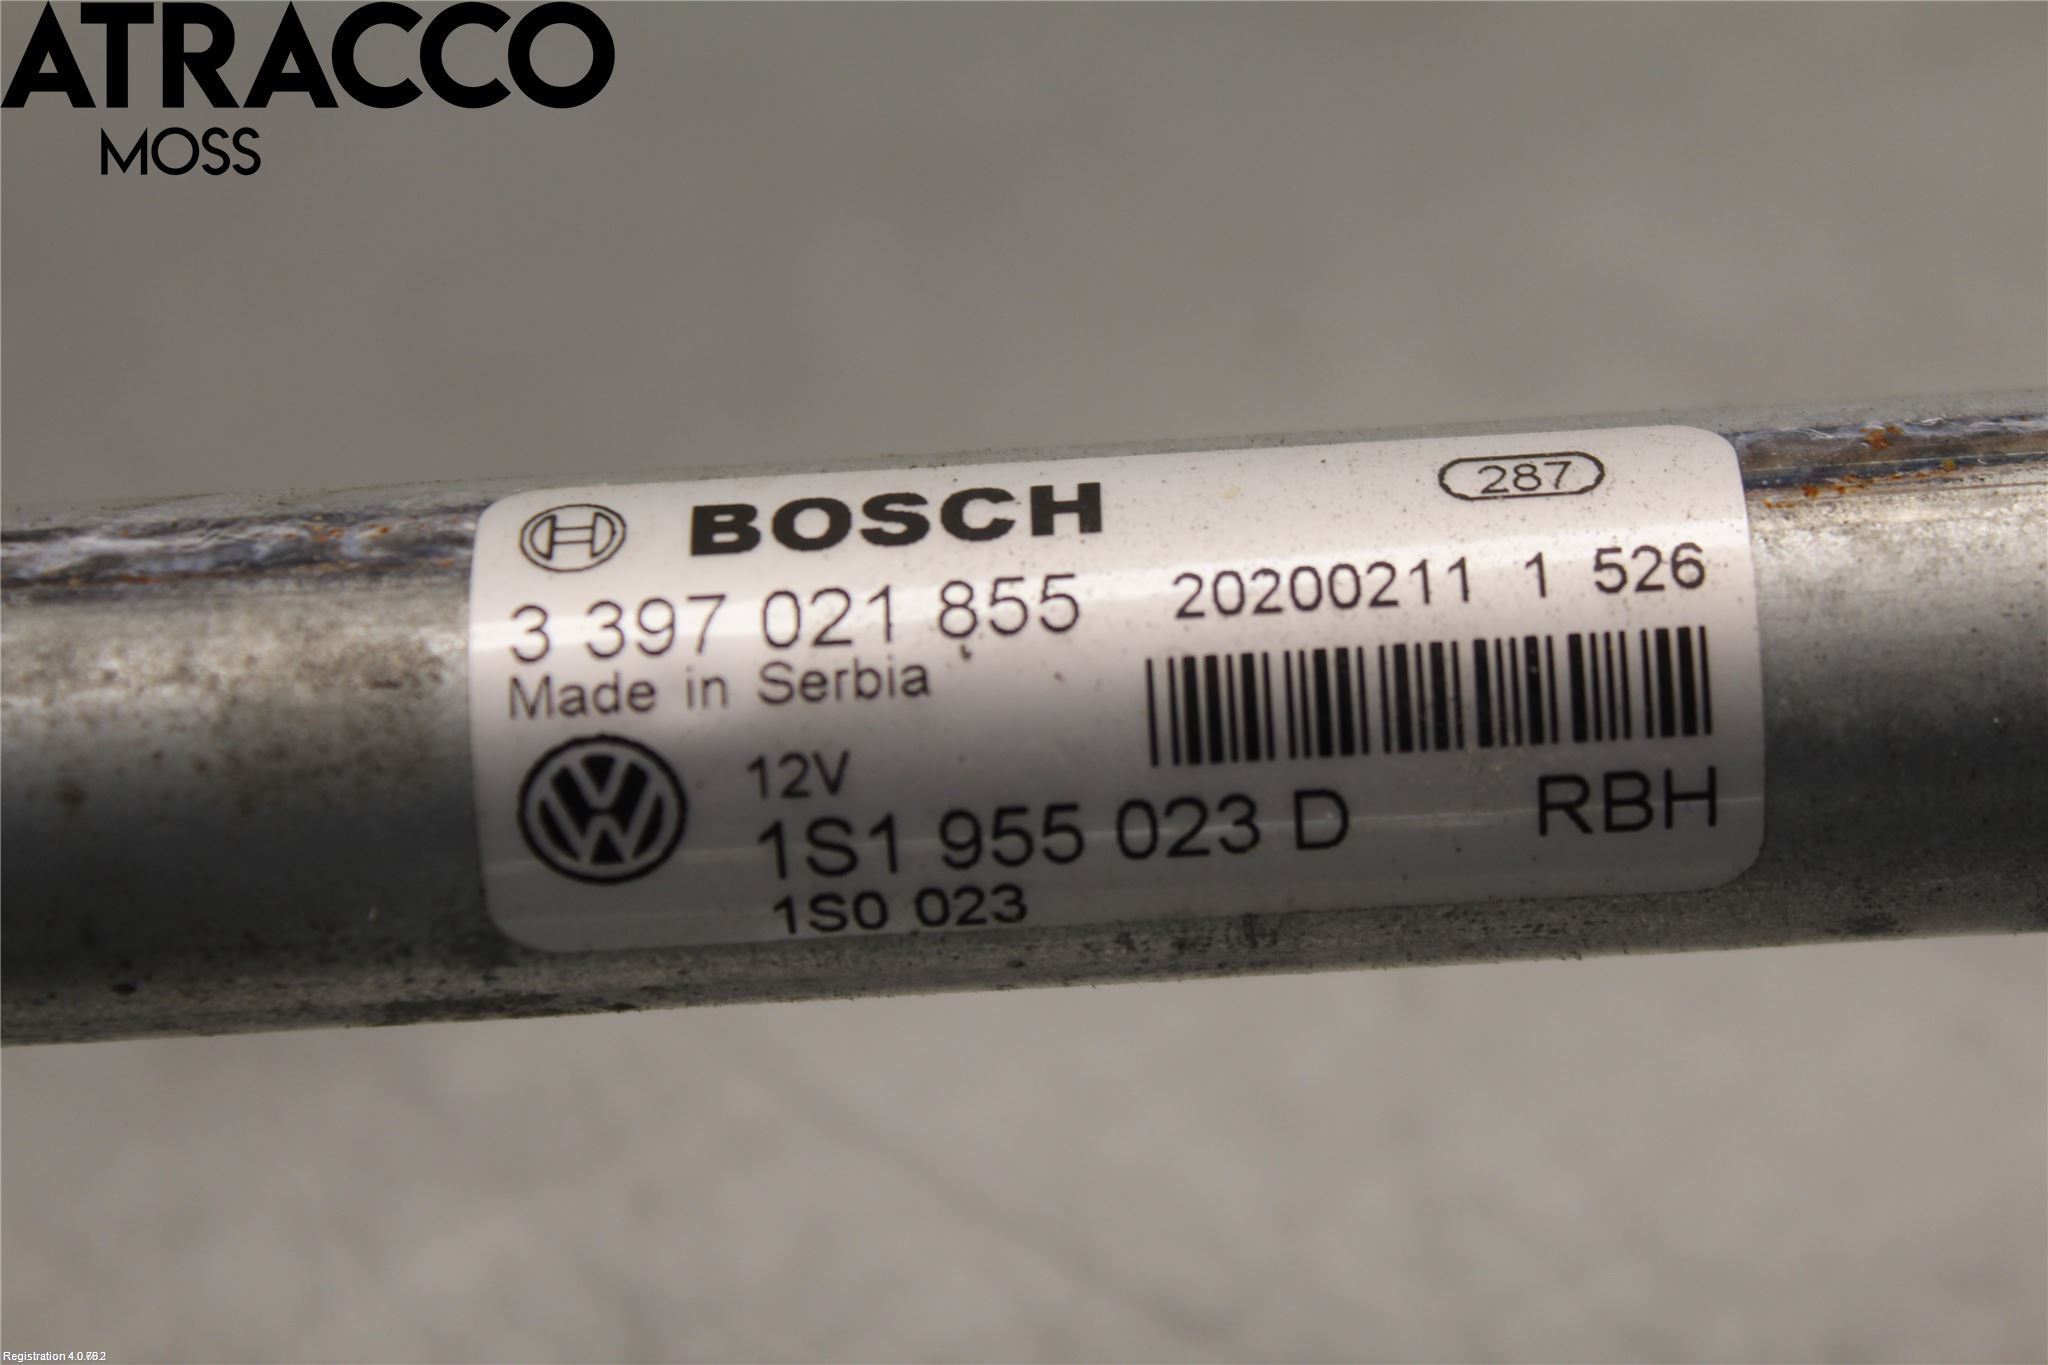 ATRACCO
MOSS
BOSCH
287
3 397 021 855
20200211 1 526
Made in Serbia
12V
1S1 955 023 D
RBH
1S0 023